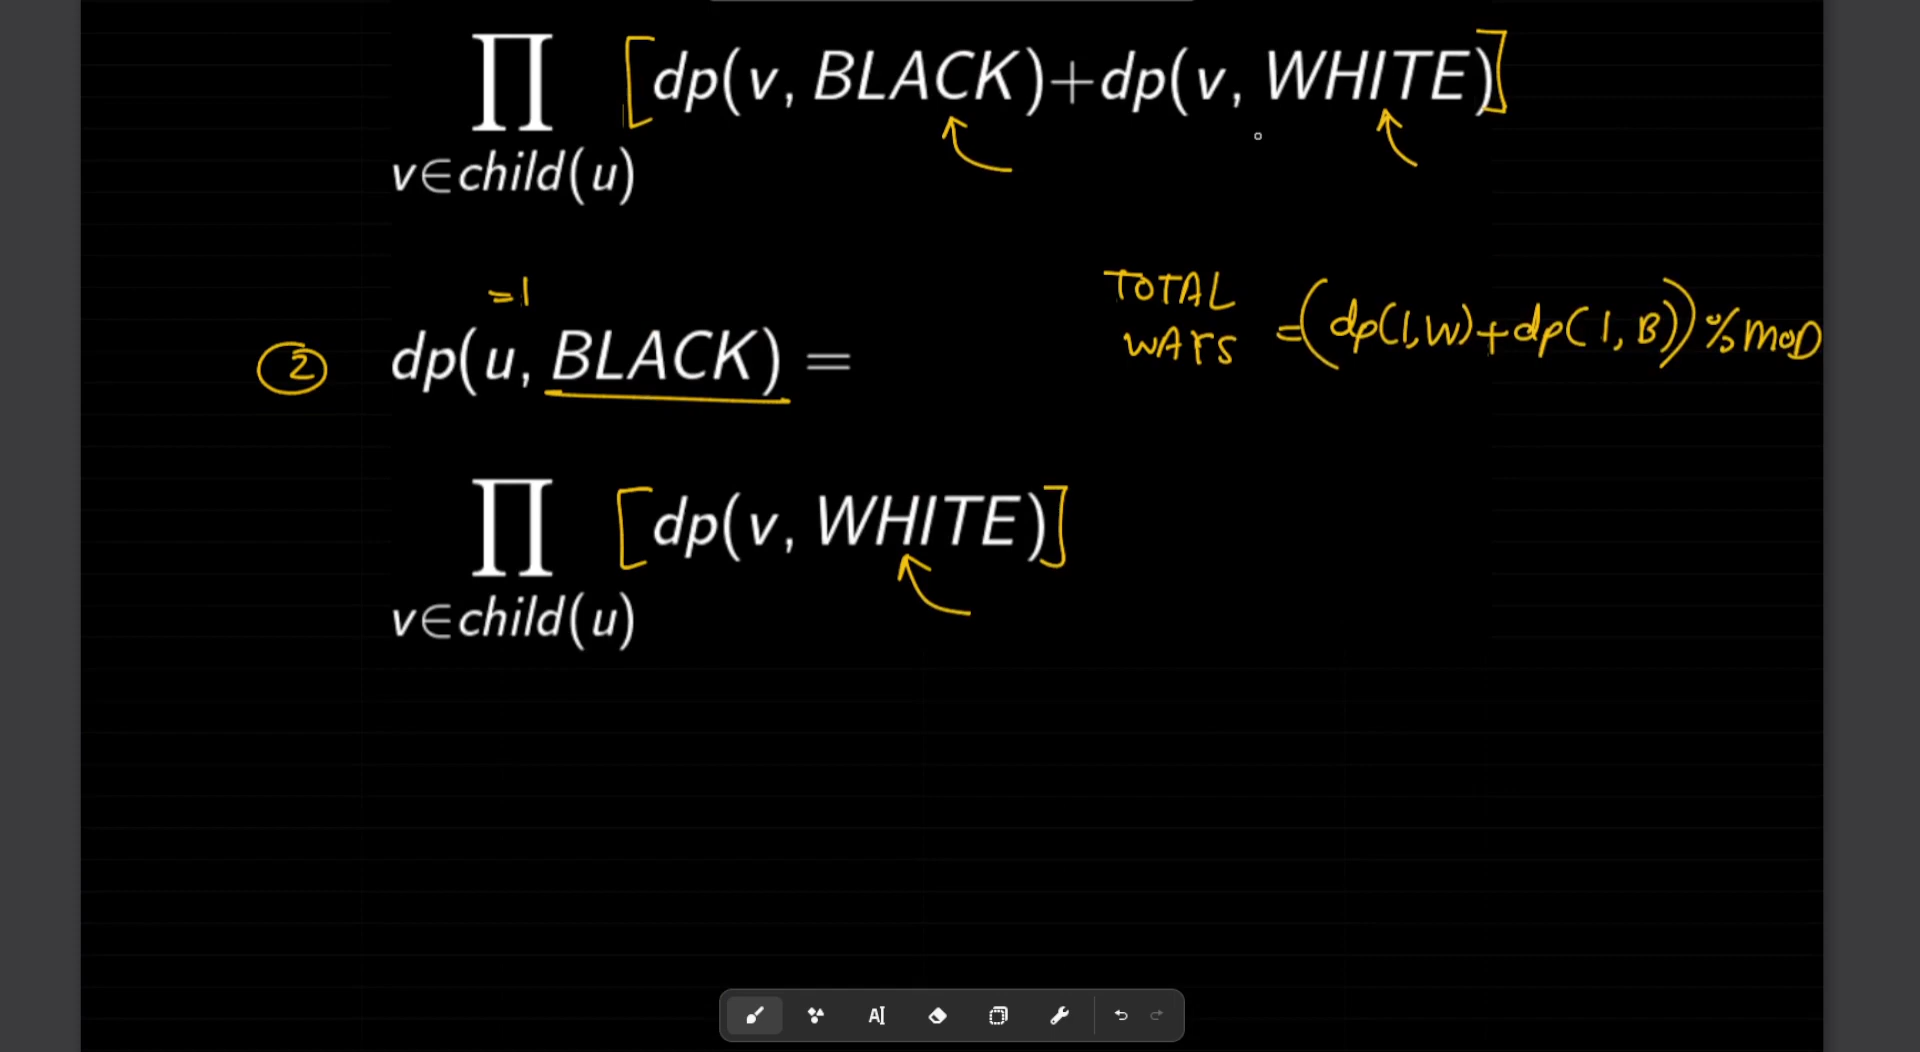 ∏ [dp(v, BLACK)+dp(v, WHITE)]
v∈child(u)
=1
② dp(u, BLACK) =
TOTAL
WAYS =(dp(1,W)+dp(1,B))%MOD
∏ [dp(v, WHITE)]
v∈child(u)
AI